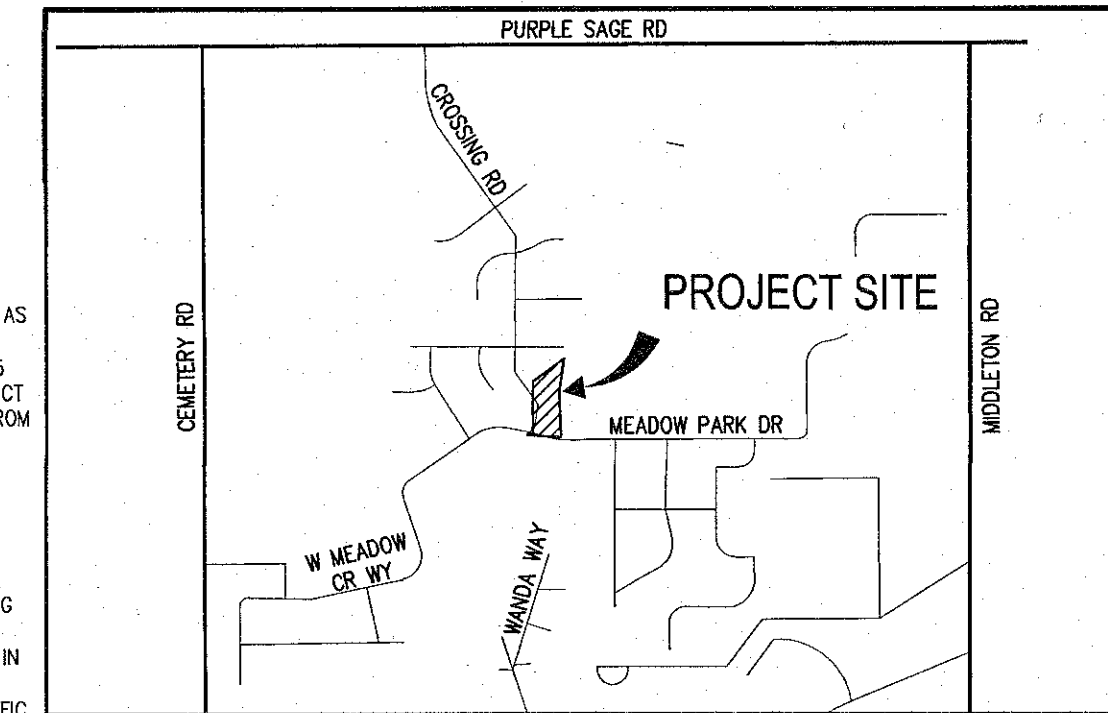 PURPLE SAGE RD
CROSSING RD
PROJECT SITE
AS
CT
ROM
CEMETERY RD
MIDDLETON RD
MEADOW PARK DR
W MEADOW
CR WY
WANDA WAY
G
IN
FIC